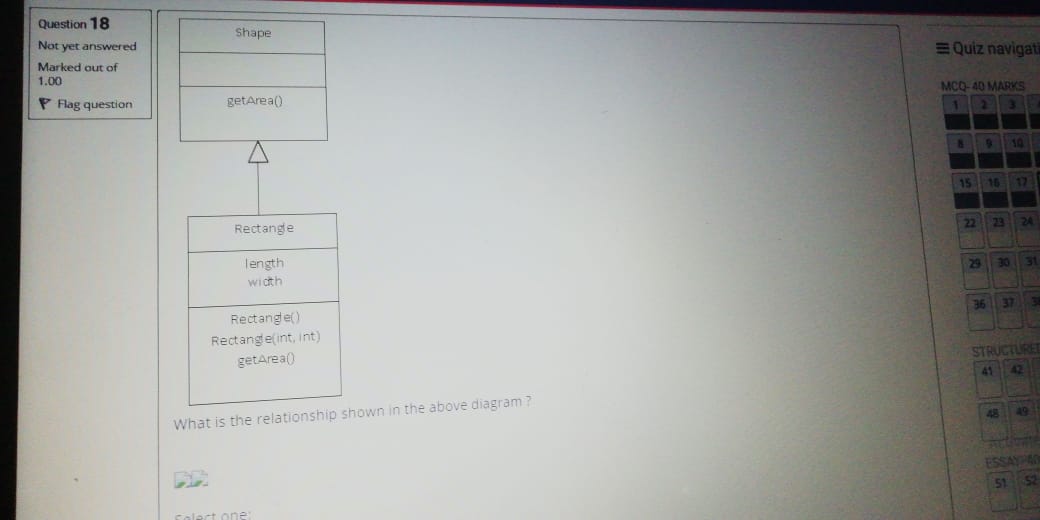 Question 18
Not yet answered
Marked out of
1.00
Flag question
Shape
getArea()
Rectangle
length
width
Rectangle()
Rectangle(int, int)
getArea()
What is the relationship shown in the above diagram ?
Select one:
Quiz navigati
MCQ- 40 MARKS
1 2 3
8 9 10
15 16 17
22 23 24
29 30 31
36 37
STRUCTURED
41 42
48 49
ESSAY-40
51 52